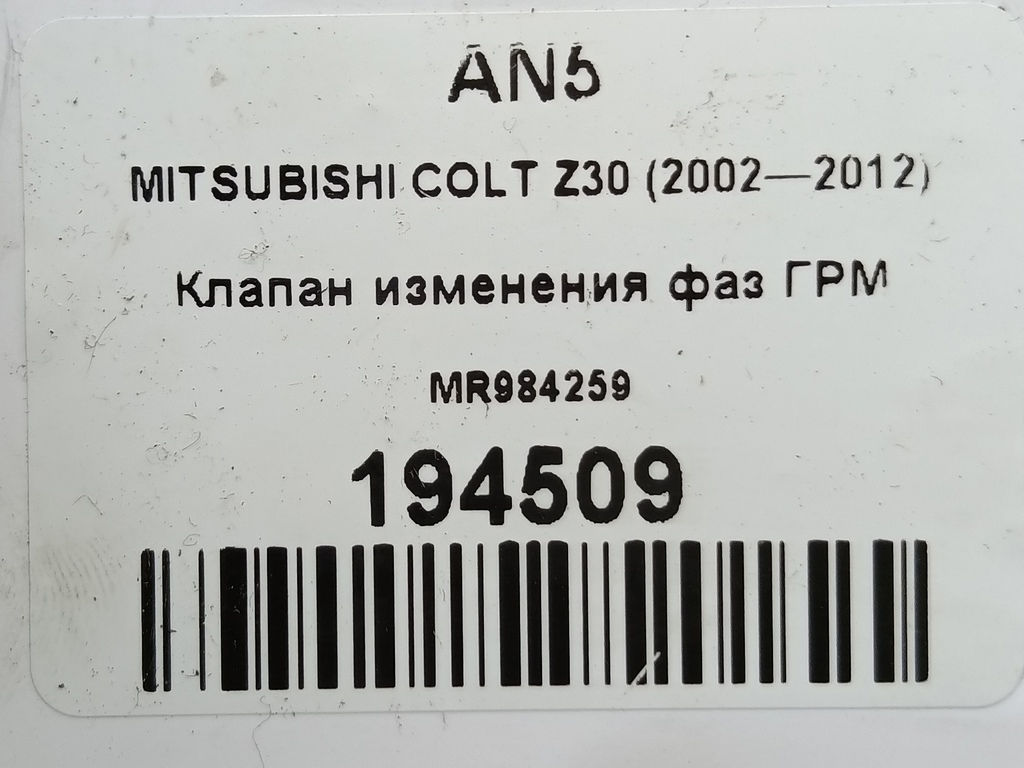 AN5
MITSUBISHI COLT Z30 (2002—2012)
Клапан изменения фаз ГРМ
MR984259
194509